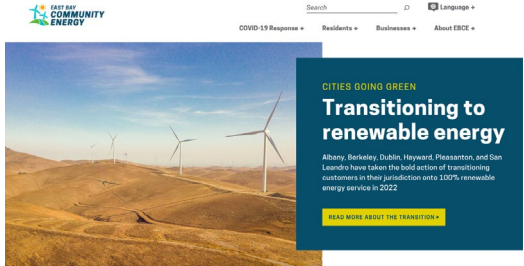 EAST BAY
COMMUNITY
ENERGY
Search
Language +
COVID-19 Response +
Residents +
Businesses +
About EBCE
CITIES GOING GREEN
Transitioning to
renewable energy
Albany, Berkeley, Dublin, Hayward, Pleasanton, and San
Leandro have taken the bold action of transitioning
customers in their jurisdiction onto 100% renewable
energy service in 2022
READ MORE ABOUT THE TRANSITION ▸